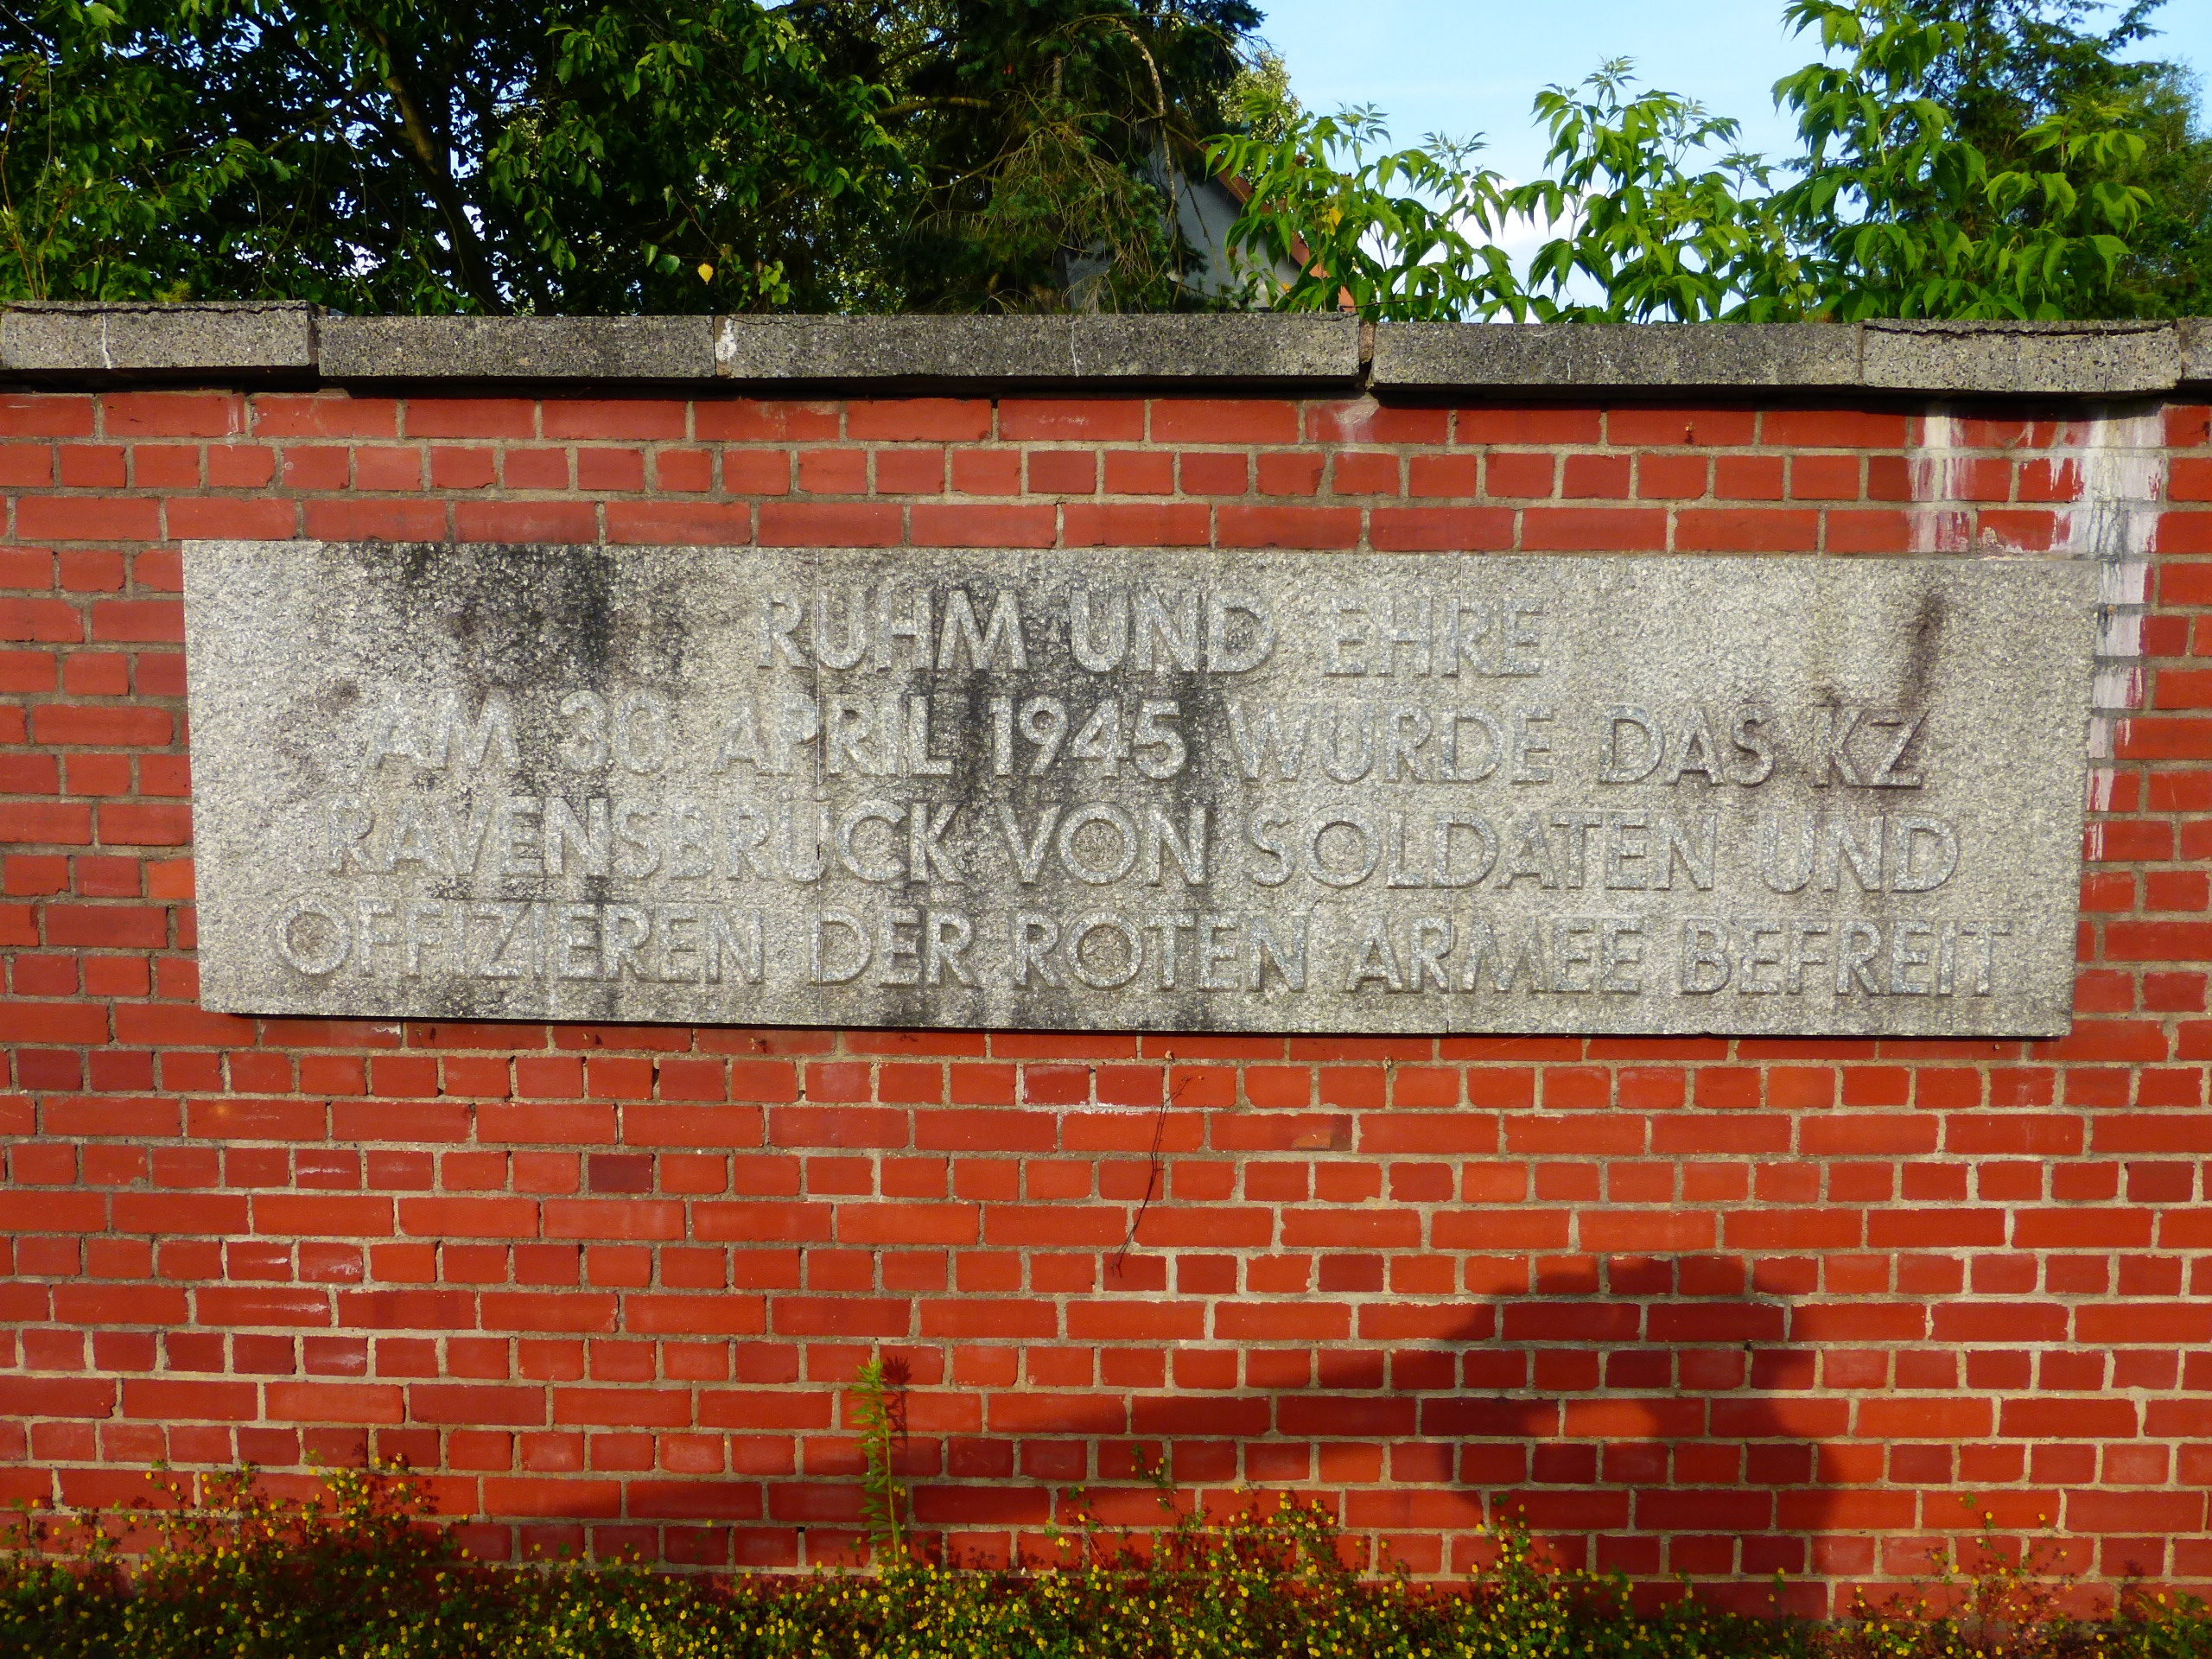 RUHM UND EHRE
AM 30 APRIL 1945 WURDE DAS KZ
RAVENSBRÜCK VON SOLDATEN UND
OFFIZIEREN DER ROTEN ARMEE BEFREIT